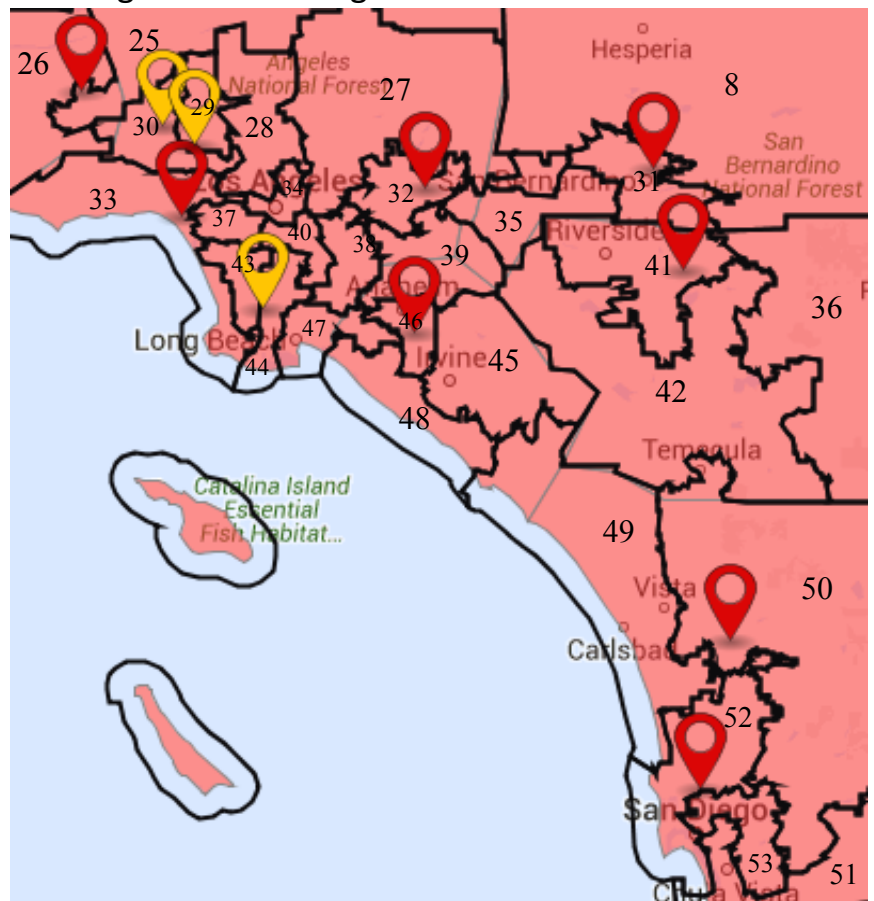 25
26
Angeles
National Forest
27
Hesperia
8
29
30
28
San
Bernardino
National Forest
Los Angeles
34
San Bernardino
31
32
33
37
40
35
Riverside
38
39
43
41
Anaheim
46
36
47
Long Beach
44
Irvine
45
42
48
Temecula
Catalina Island
Essential
Fish Habitat...
49
Vista
50
Carlsbad
52
San Diego
53
51
Chula Vista